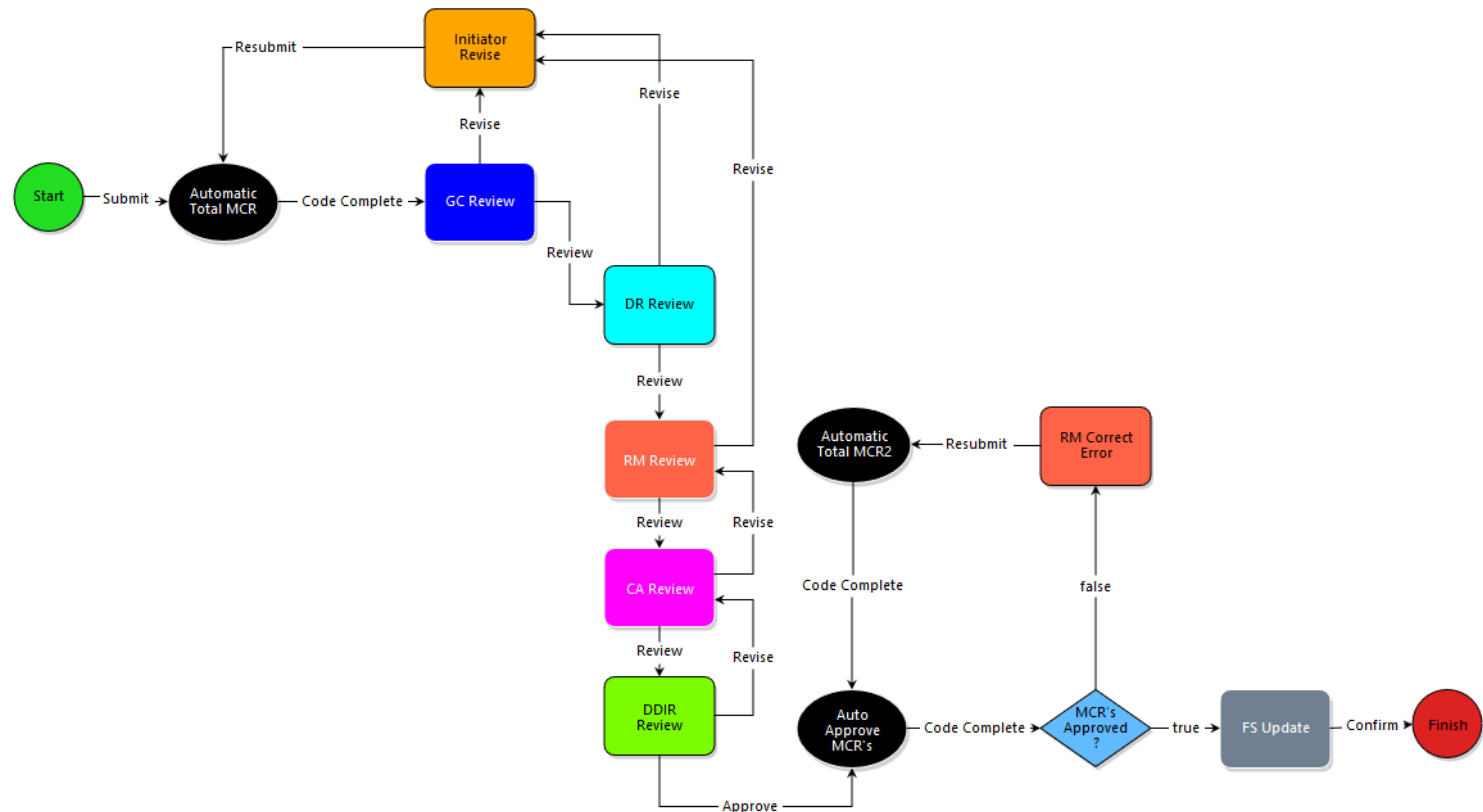 Initiator
Revise
Resubmit
Revise
Revise
Revise
Start
Submit
Automatic
Total MCR
Code Complete
GC Review
Review
DR Review
Review
RM Review
Automatic
Total MCR2
Resubmit
RM Correct
Error
Review
Revise
CA Review
Code Complete
false
Review
Revise
DDIR
Review
Auto
Approve
MCR's
Code Complete
MCR's
Approved
?
true
FS Update
Confirm
Finish
Approve